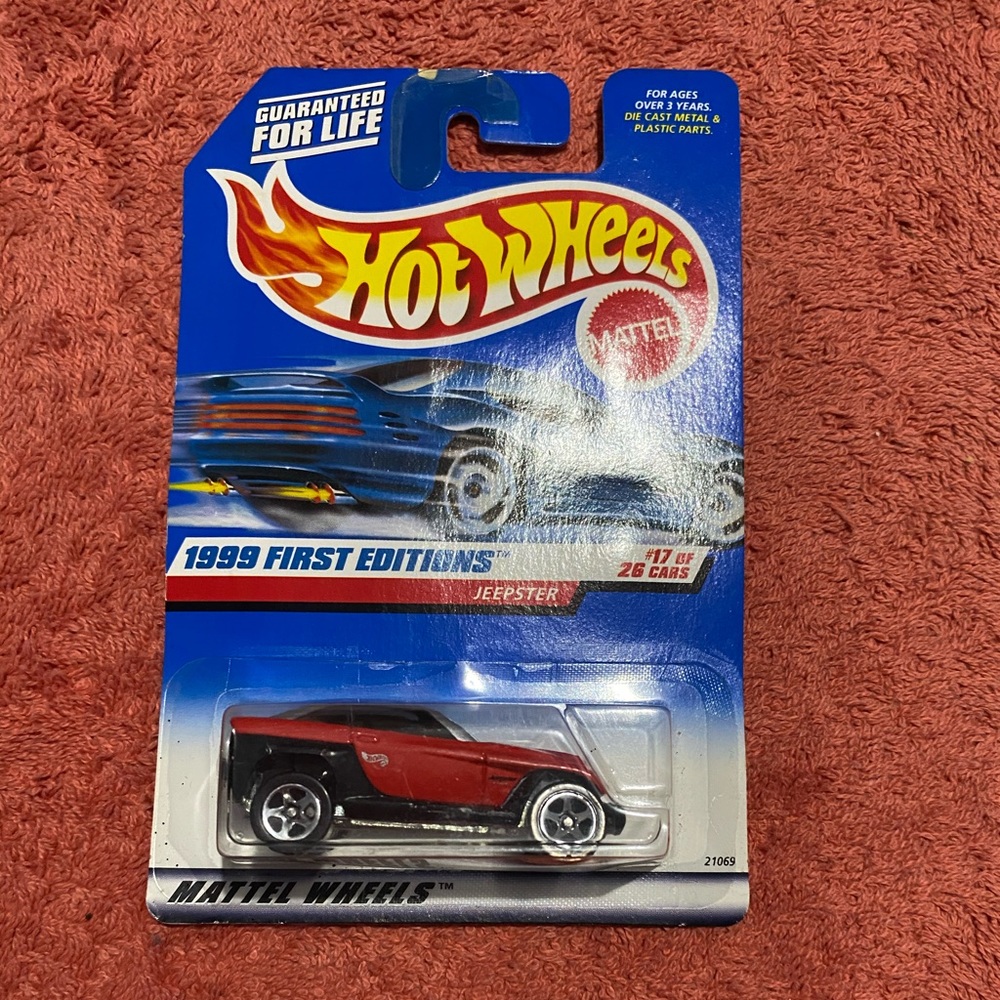 GUARANTEED
FOR LIFE
FOR AGES
OVER 3 YEARS.
DIE CAST METAL &
PLASTIC PARTS.
HOT WHEELS
MATTEL
1999 FIRST EDITIONS™
#17 OF
26 CARS
JEEPSTER
21069
MATTEL WHEELS™